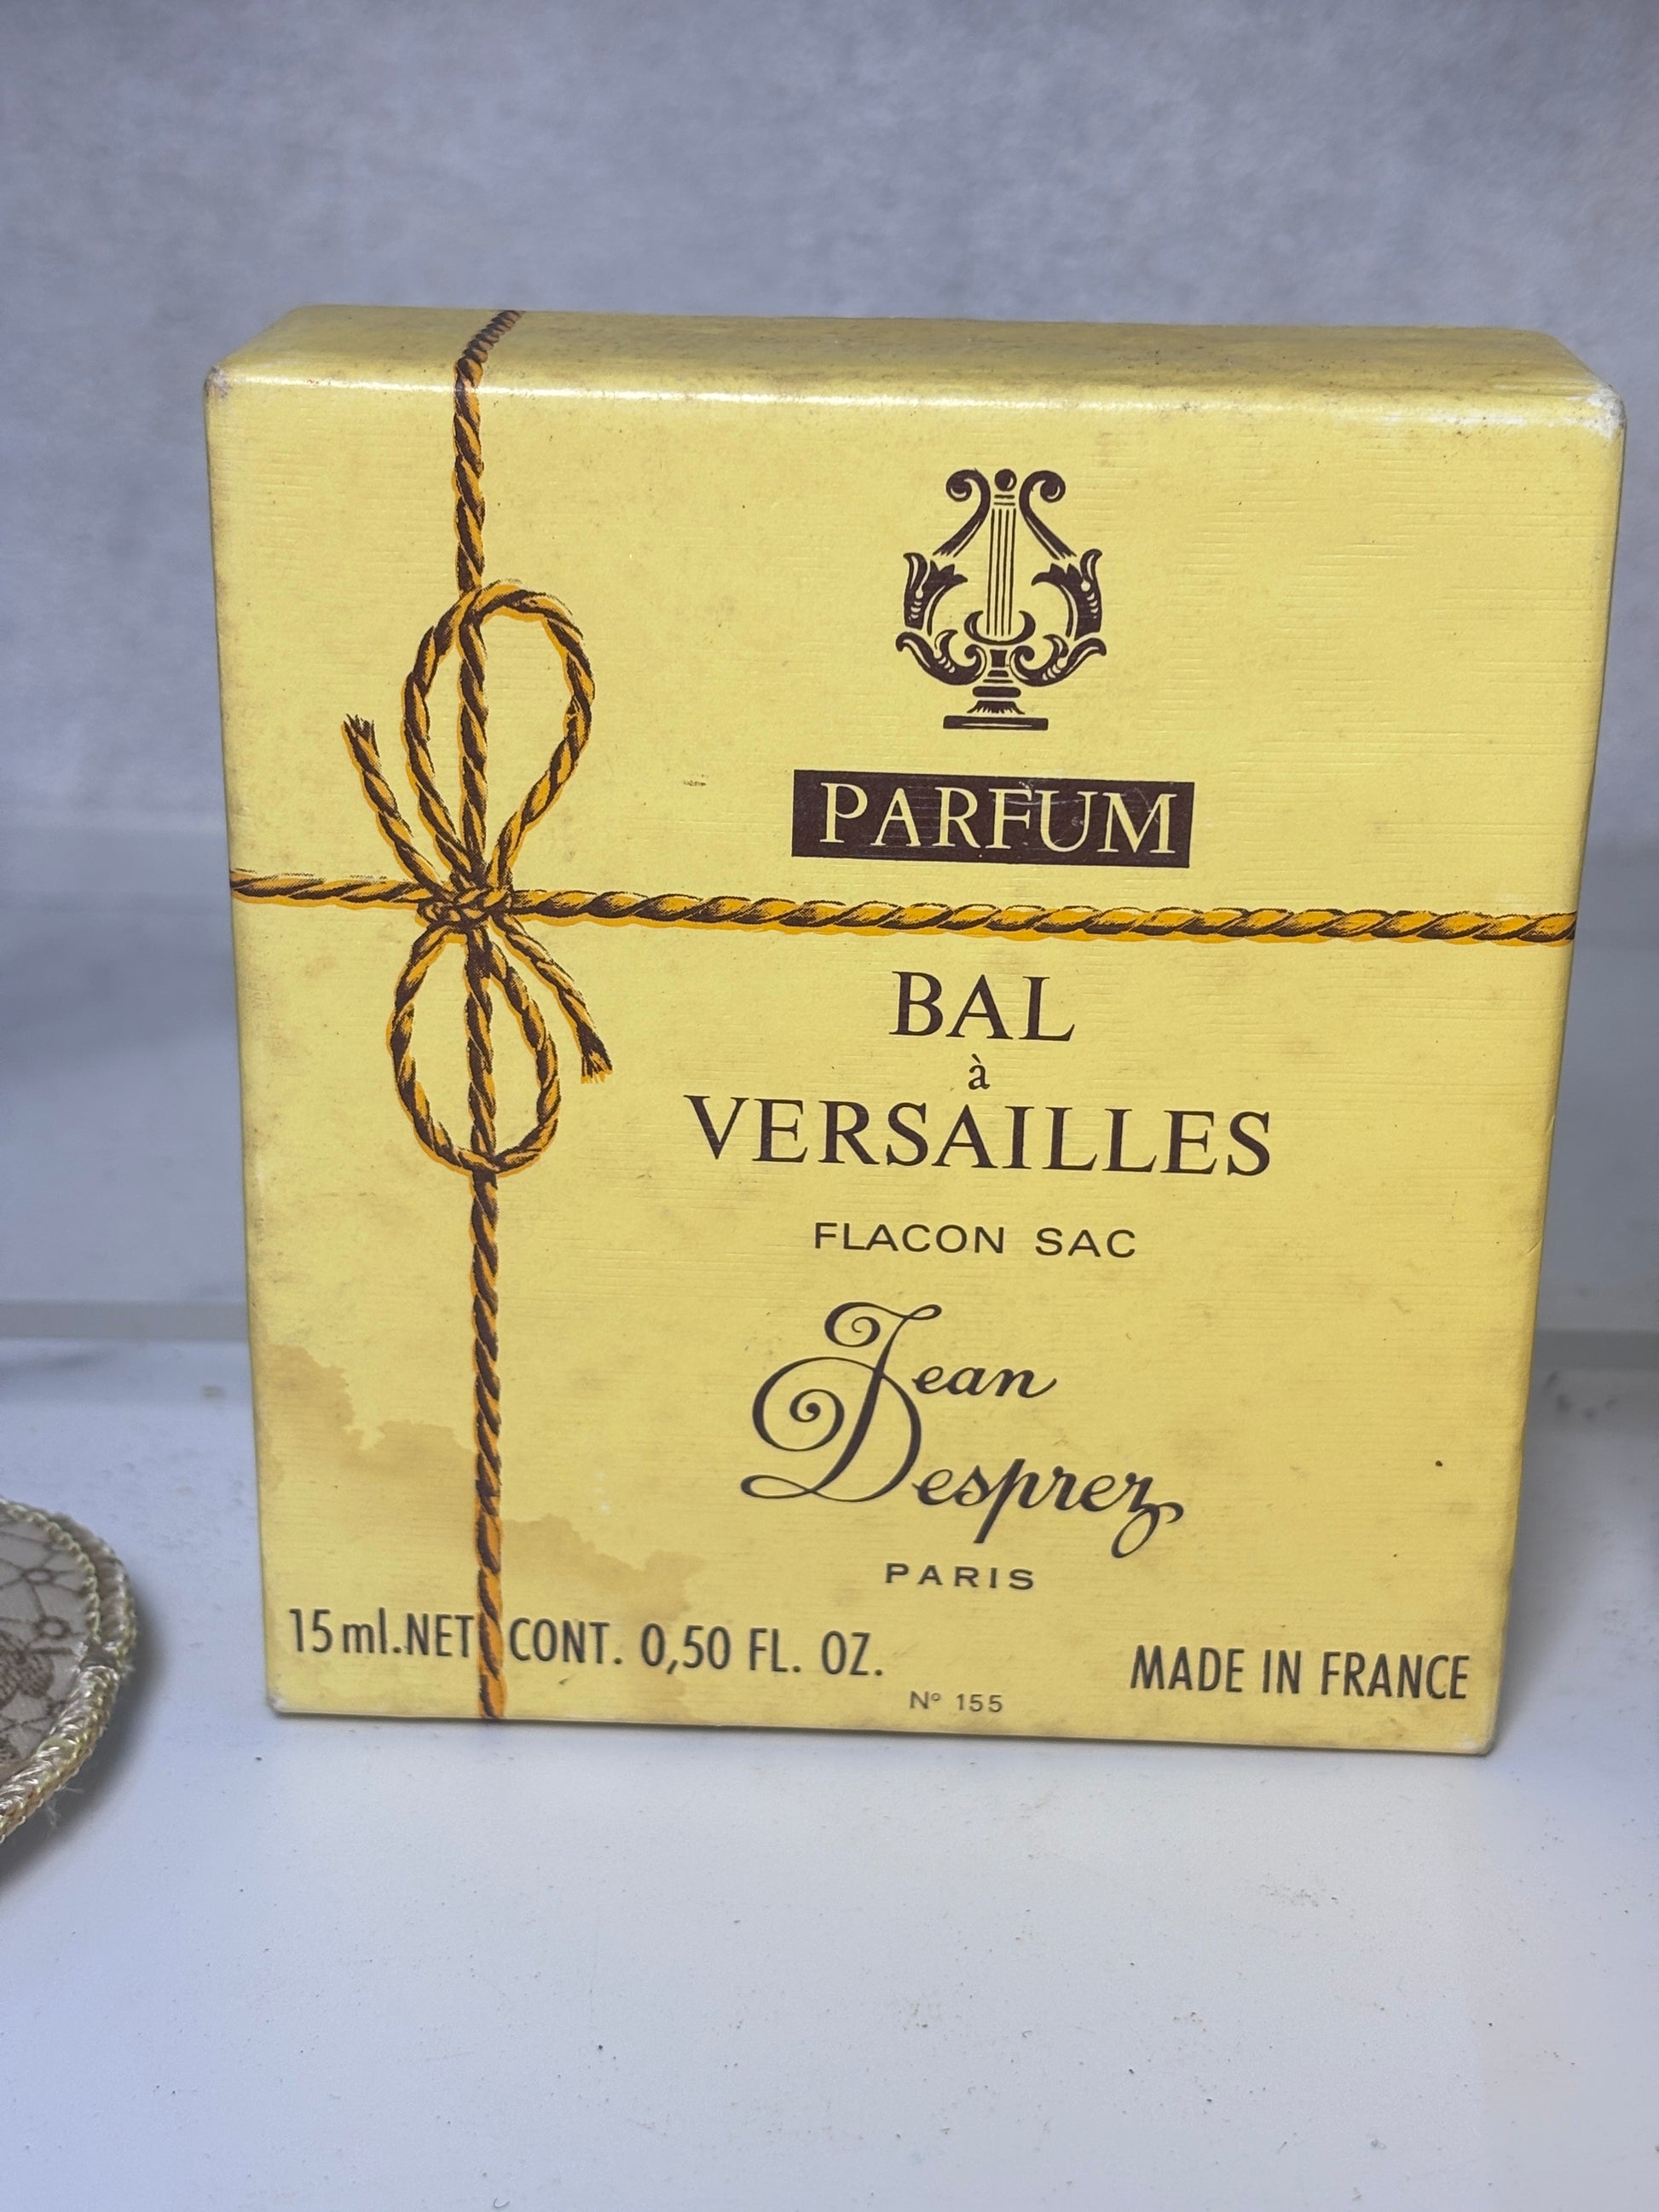 PARFUM
BAL
à
VERSAILLES
FLACON SAC
Jean
Desprez
PARIS
15 ml. NET CONT. 0,50 FL. OZ.
MADE IN FRANCE
Nº 155